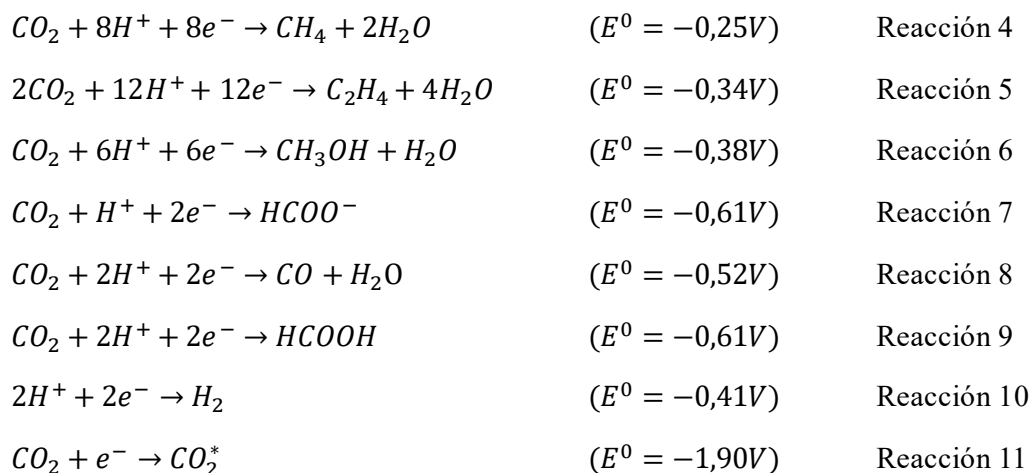 CO₂ + 8H⁺ + 8e⁻ → CH₄ + 2H₂O (E⁰ = −0,25V) Reacción 4
2CO₂ + 12H⁺ + 12e⁻ → C₂H₄ + 4H₂O (E⁰ = −0,34V) Reacción 5
CO₂ + 6H⁺ + 6e⁻ → CH₃OH + H₂O (E⁰ = −0,38V) Reacción 6
CO₂ + H⁺ + 2e⁻ → HCOO⁻ (E⁰ = −0,61V) Reacción 7
CO₂ + 2H⁺ + 2e⁻ → CO + H₂O (E⁰ = −0,52V) Reacción 8
CO₂ + 2H⁺ + 2e⁻ → HCOOH (E⁰ = −0,61V) Reacción 9
2H⁺ + 2e⁻ → H₂ (E⁰ = −0,41V) Reacción 10
CO₂ + e⁻ → CO₂* (E⁰ = −1,90V) Reacción 11